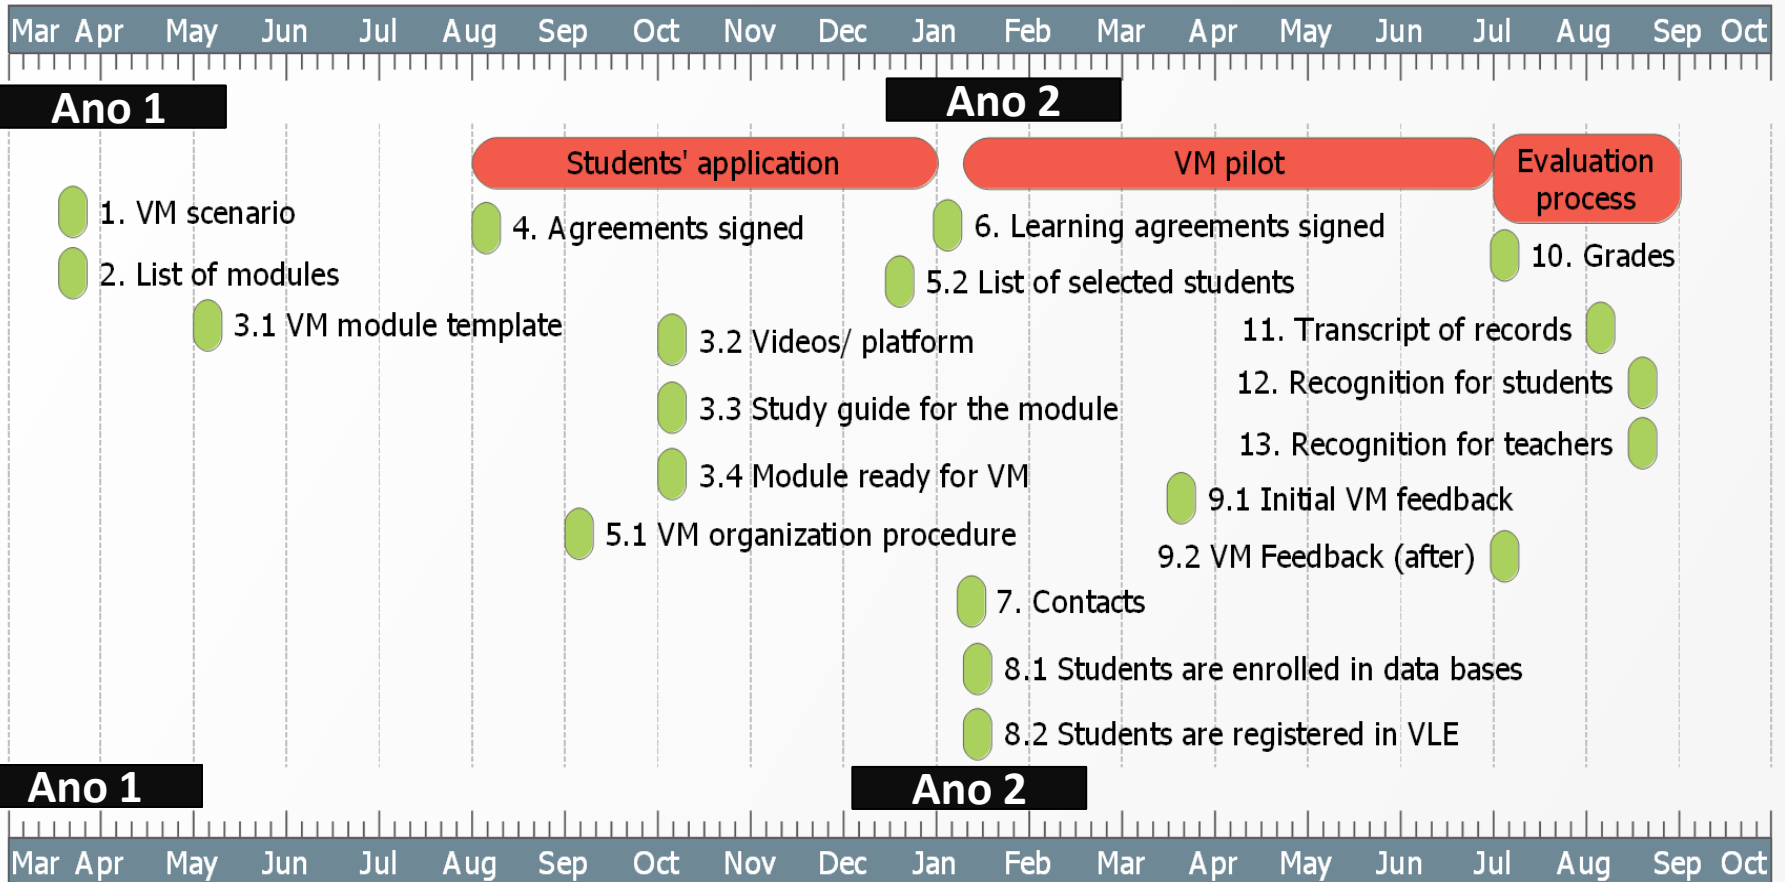 Mar Apr May Jun Jul Aug Sep Oct Nov Dec Jan Feb Mar Apr May Jun Jul Aug Sep Oct
Ano 1
Ano 2
Students' application
VM pilot
Evaluation
process
1. VM scenario
4. Agreements signed
6. Learning agreements signed
10. Grades
2. List of modules
5.2 List of selected students
3.1 VM module template
3.2 Videos/ platform
11. Transcript of records
12. Recognition for students
3.3 Study guide for the module
13. Recognition for teachers
3.4 Module ready for VM
9.1 Initial VM feedback
5.1 VM organization procedure
9.2 VM Feedback (after)
7. Contacts
8.1 Students are enrolled in data bases
8.2 Students are registered in VLE
Ano 1
Ano 2
Mar Apr May Jun Jul Aug Sep Oct Nov Dec Jan Feb Mar Apr May Jun Jul Aug Sep Oct